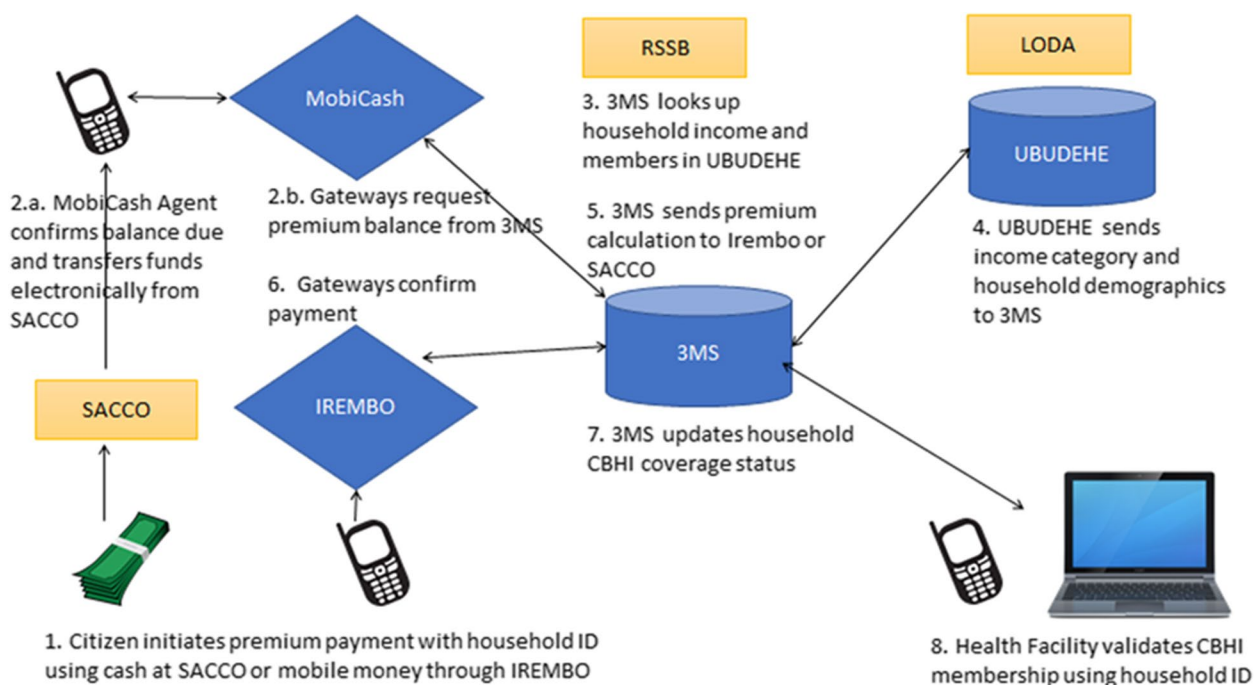 MobiCash
RSSB
LODA
3. 3MS looks up
household income and
members in UBUDEHE
UBUDEHE
2.a. MobiCash Agent
confirms balance due
and transfers funds
electronically from
SACCO
2.b. Gateways request
premium balance from 3MS
5. 3MS sends premium
calculation to Irembo or
SACCO
4. UBUDEHE sends
income category and
household demographics
to 3MS
6. Gateways confirm
payment
3MS
SACCO
IREMBO
7. 3MS updates household
CBHI coverage status
1. Citizen initiates premium payment with household ID
using cash at SACCO or mobile money through IREMBO
8. Health Facility validates CBHI
membership using household ID